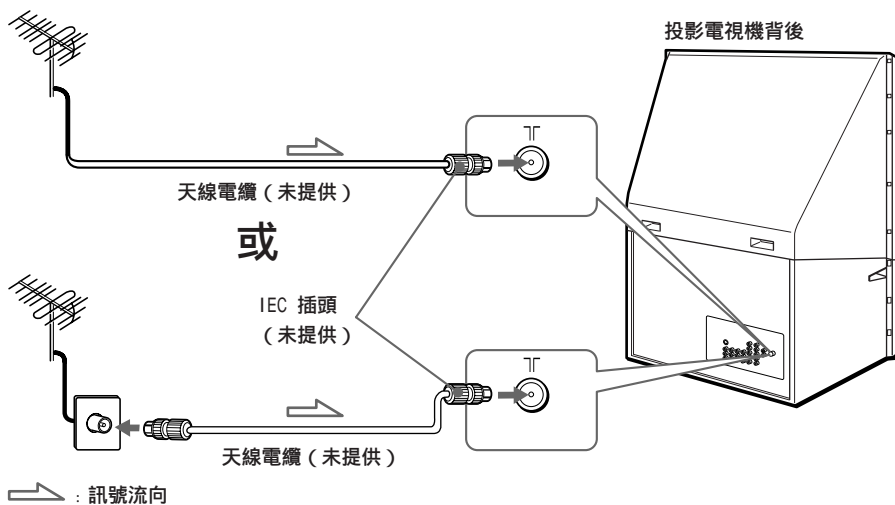 投影電視機背後
天線電纜（未提供）
或
IEC 插頭
（未提供）
天線電纜（未提供）
：訊號流向